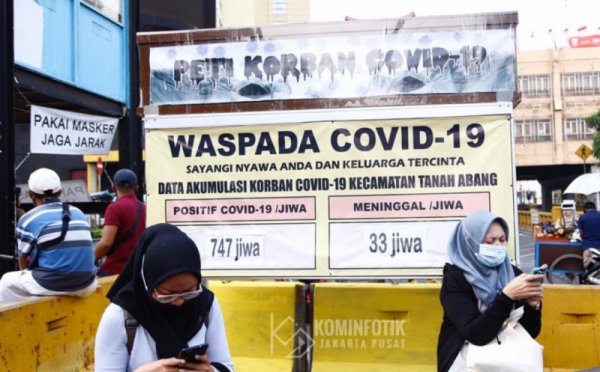 PETI KORBAN COVID-19
PAKAI MASKER
JAGA JARAK
WASPADA COVID-19
SAYANGI NYAWA ANDA DAN KELUARGA TERCINTA
DATA AKUMULASI KORBAN COVID-19 KECAMATAN TANAH ABANG
POSITIF COVID-19 /JIWA
MENINGGAL /JIWA
747 jiwa
33 jiwa
KOMINFOTIK
JAKARTA PUSAT